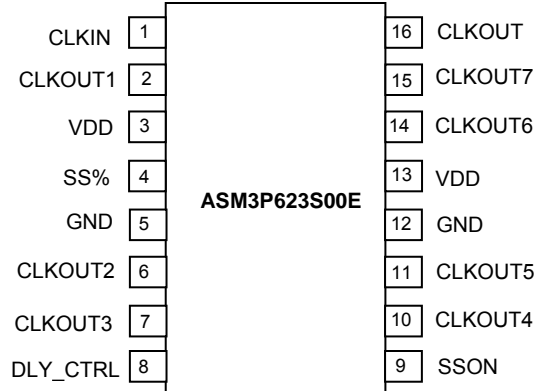 CLKIN 1 16 CLKOUT
CLKOUT1 2 15 CLKOUT7
VDD 3 14 CLKOUT6
SS% 4 13 VDD
ASM3P623S00E
GND 5 12 GND
CLKOUT2 6 11 CLKOUT5
CLKOUT3 7 10 CLKOUT4
DLY_CTRL 8 9 SSON